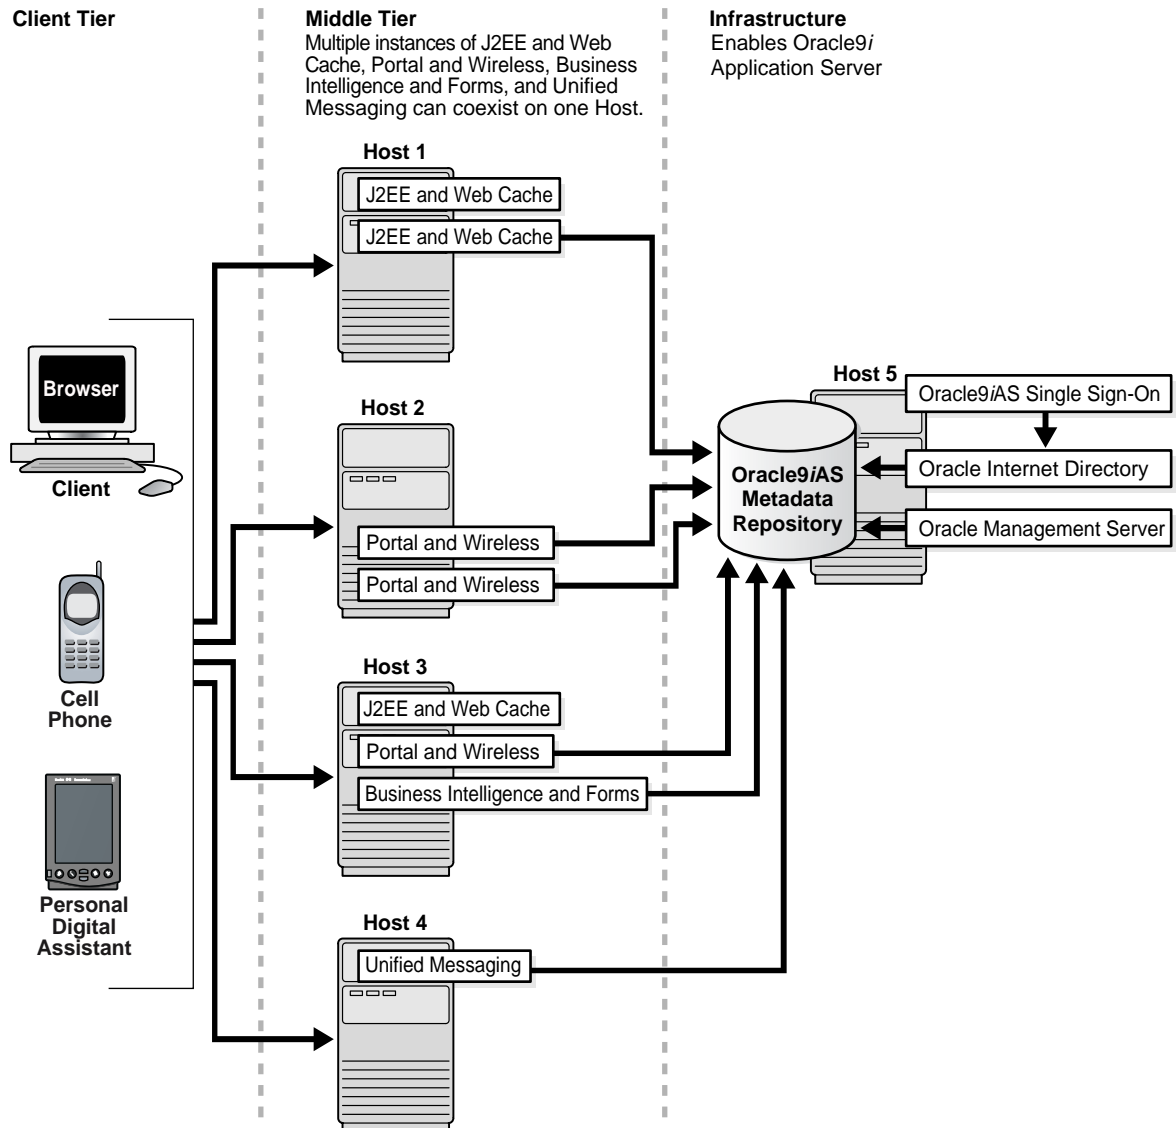 Client Tier
Middle Tier
Multiple instances of J2EE and Web
Cache, Portal and Wireless, Business
Intelligence and Forms, and Unified
Messaging can coexist on one Host.
Infrastructure
Enables Oracle9i
Application Server
Host 1
J2EE and Web Cache
J2EE and Web Cache
Browser
Client
Host 2
Portal and Wireless
Portal and Wireless
Host 5
Oracle9iAS Single Sign-On
Oracle Internet Directory
Oracle Management Server
Oracle9iAS
Metadata
Repository
Cell
Phone
Host 3
J2EE and Web Cache
Portal and Wireless
Business Intelligence and Forms
Personal
Digital
Assistant
Host 4
Unified Messaging